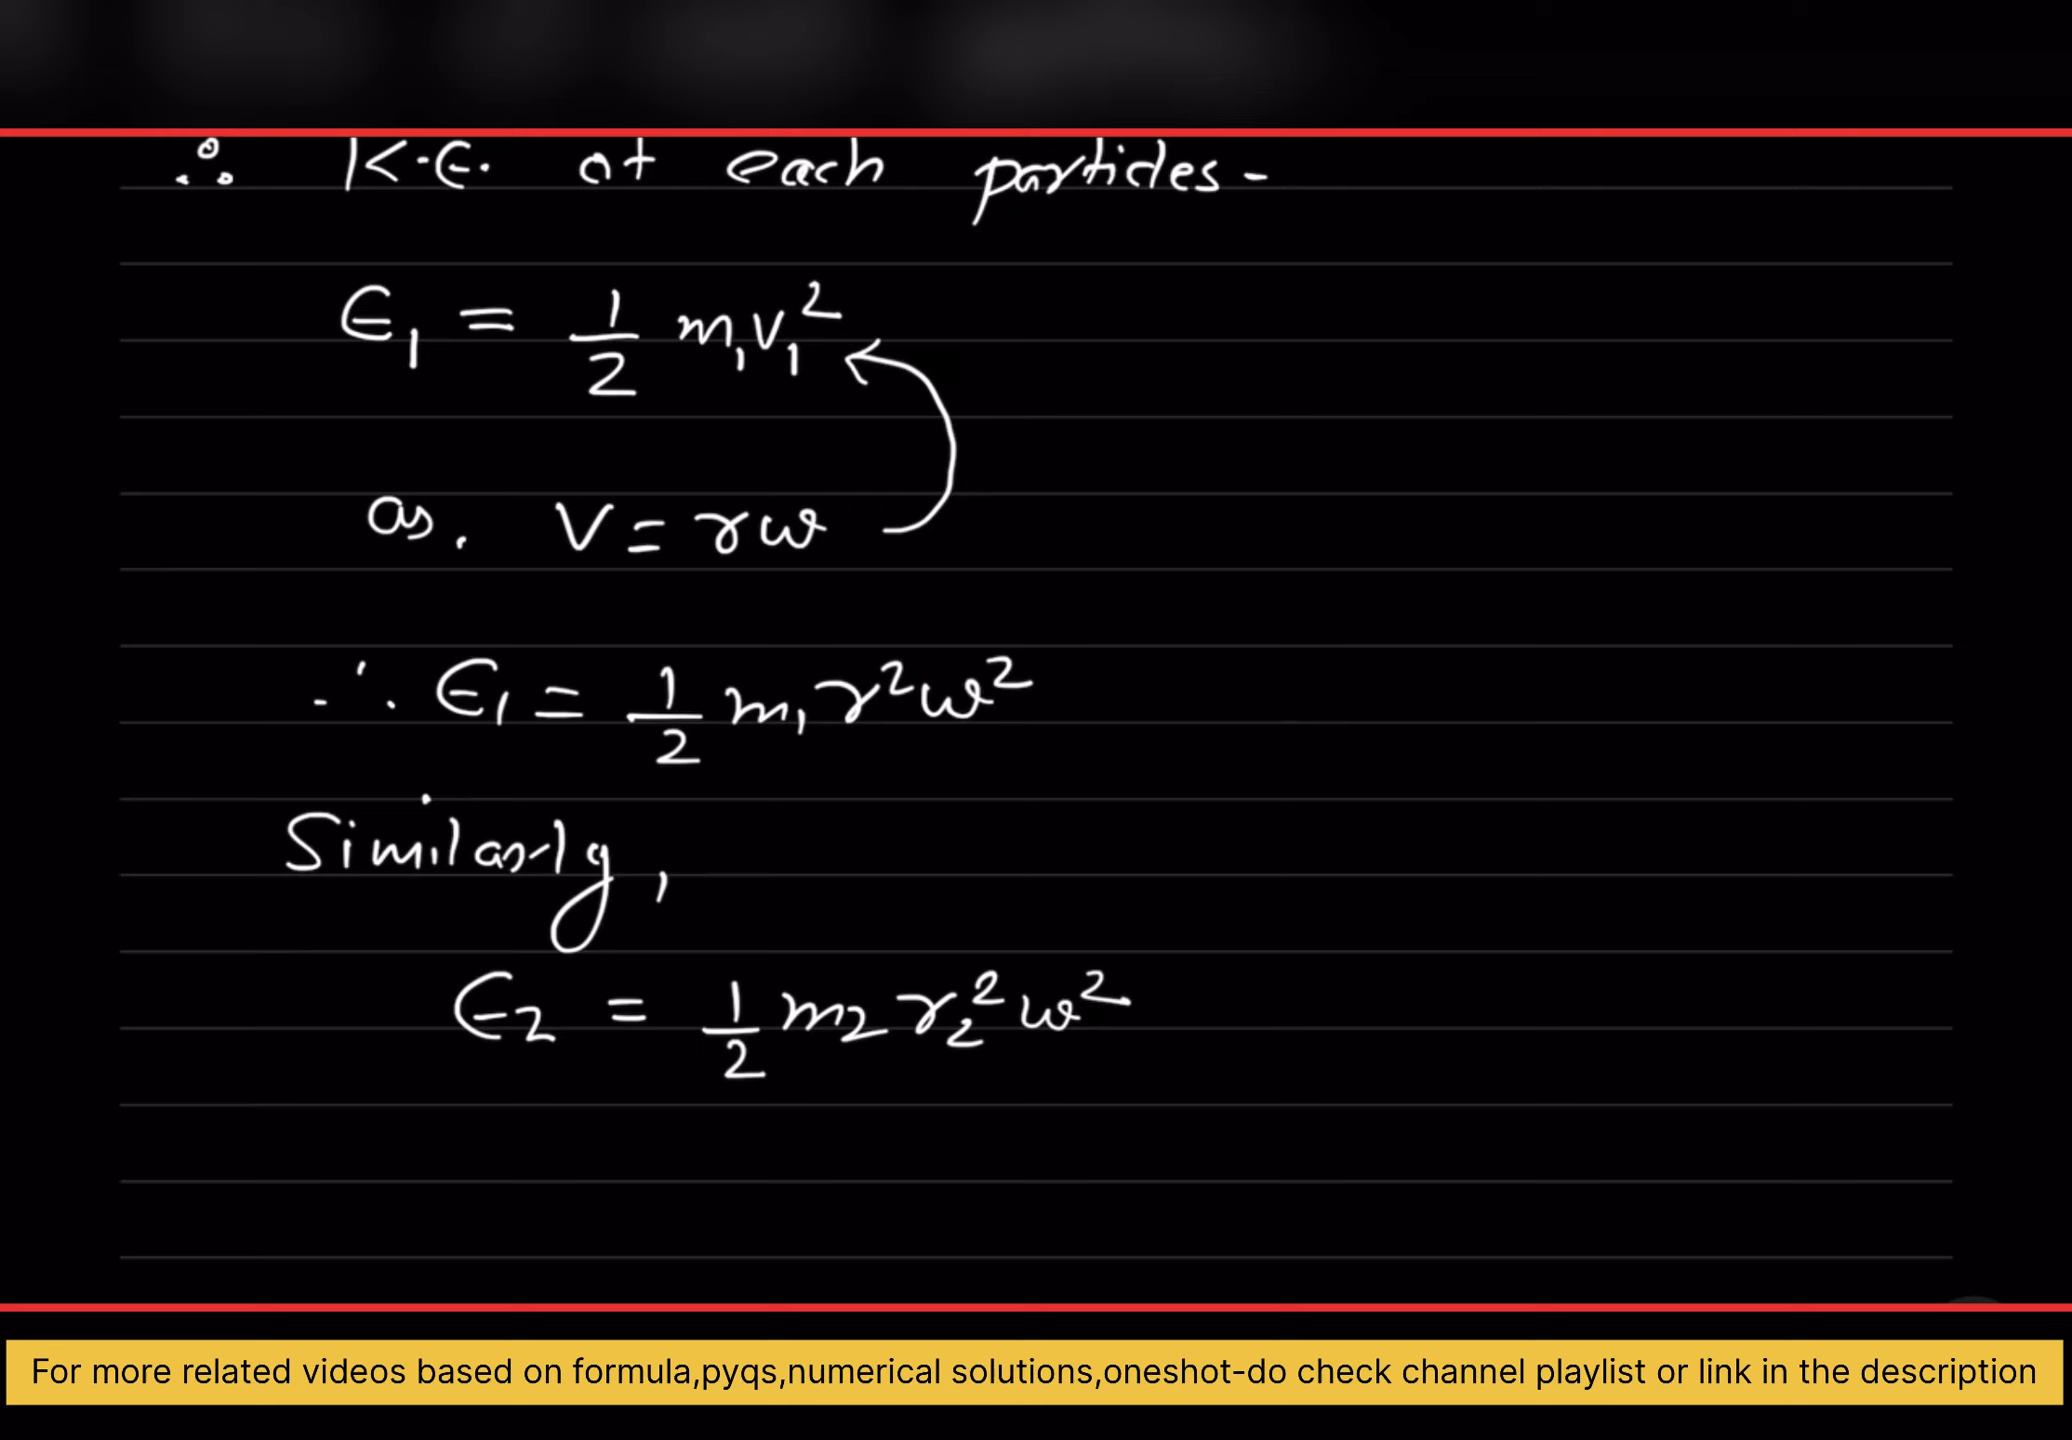 ∴ K.E. at each particles -
E₁ = 1/2 m₁v₁²
as. V = rω
∴ E₁ = 1/2 m₁r²ω²
Similarly,
E₂ = 1/2 m₂r₂²ω²
For more related videos based on formula,pyqs,numerical solutions,oneshot-do check channel playlist or link in the description